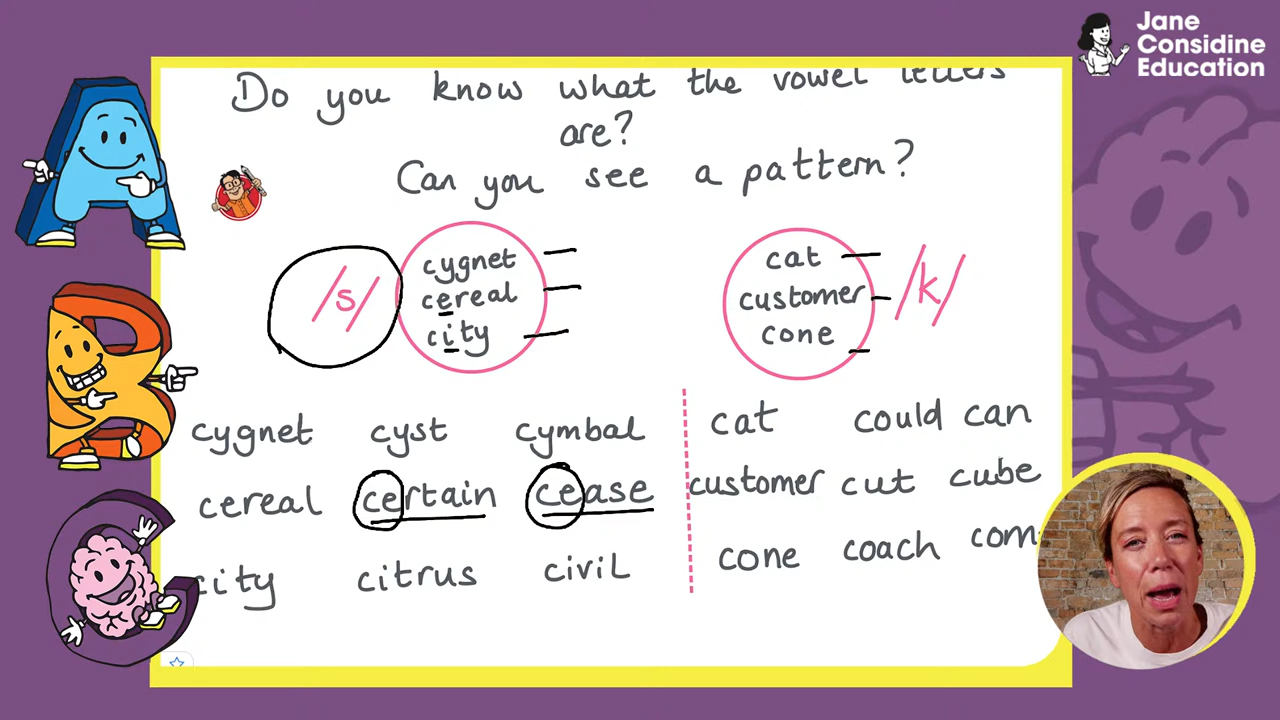 Jane
Considine
Education
Do you know what the vowel letters
are?
Can you see a pattern?
/s/
cygnet
cereal
city
cat
customer
cone
/k/
cygnet cyst cymbal
cereal certain cease
city citrus civil
cat could can
customer cut cube
cone coach com
A
B
C